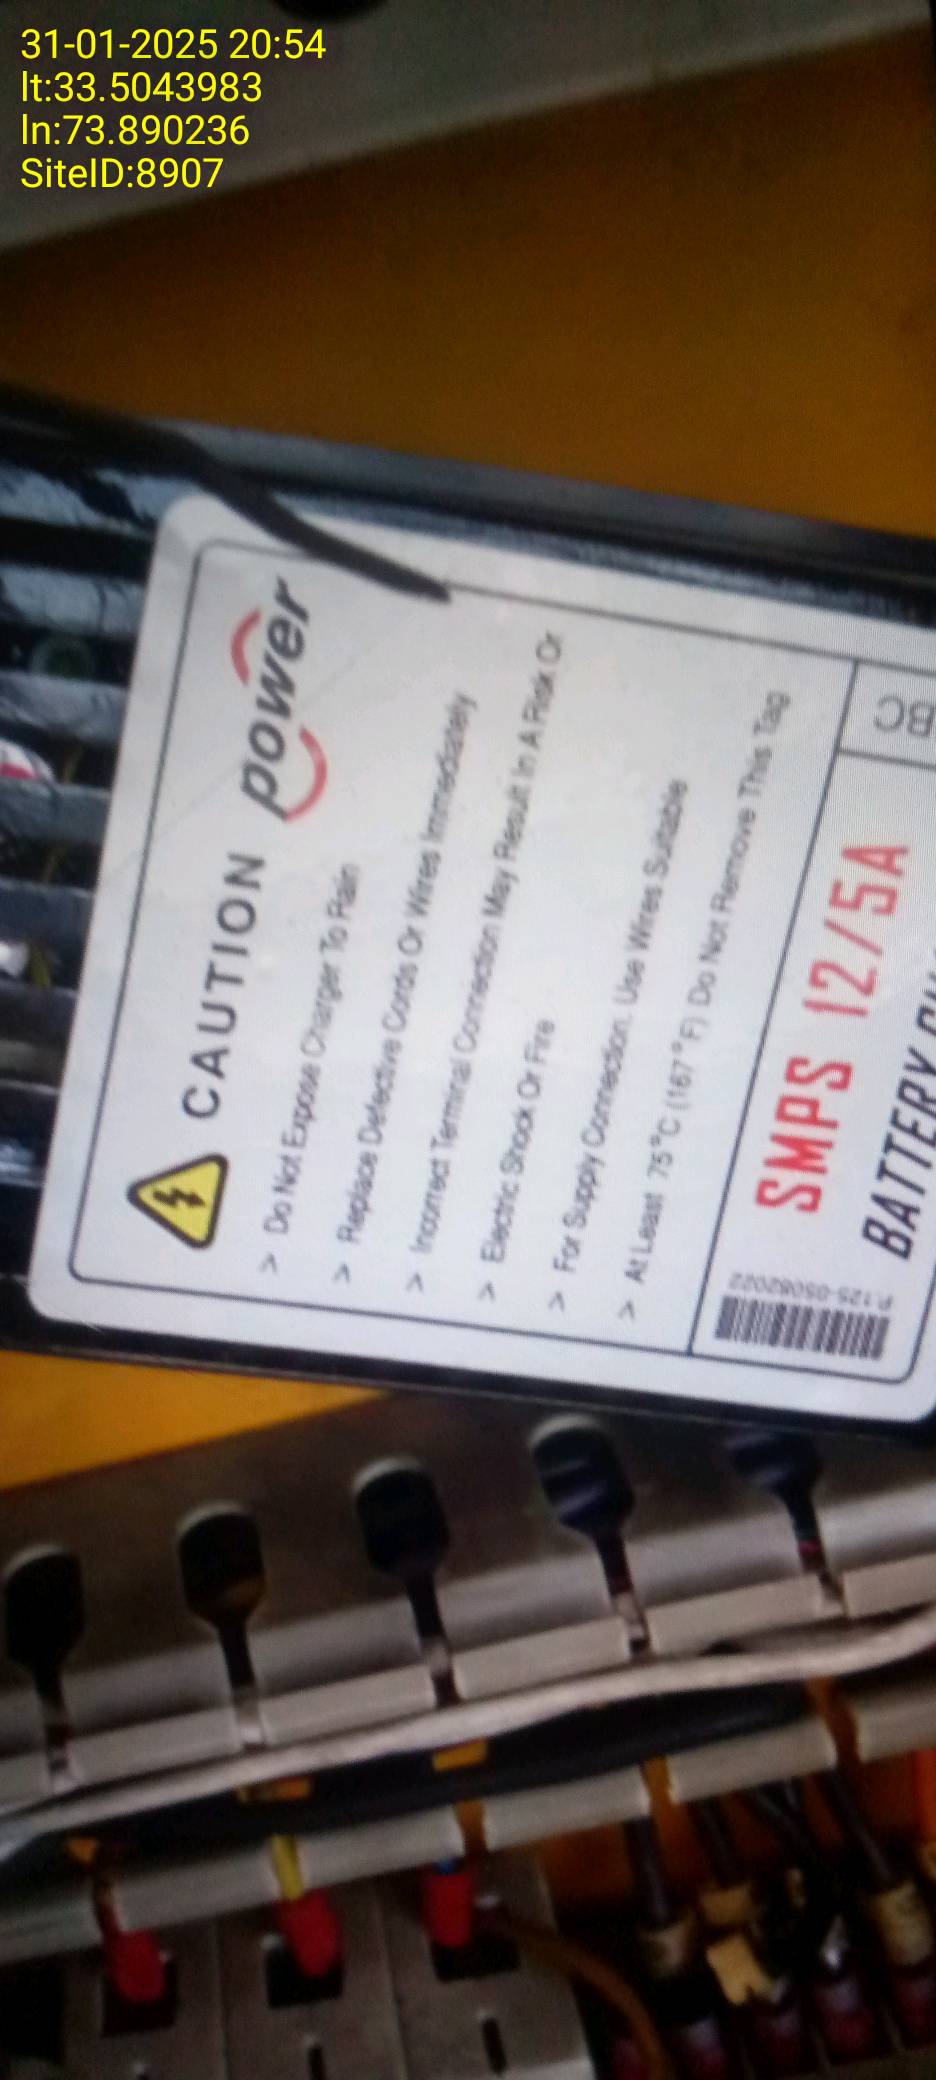 31-01-2025 20:54
lt:33.5043983
ln:73.890236
SiteID:8907
CAUTION power
> Do Not Expose Charger To Rain
> Replace Defective Cords Or Wires Immediately
> Incorrect Terminal Connection May Result In A Risk Or
> Electric Shock Or Fire
> For Supply Connection. Use Wires Suitable
> At Least 75°C (167°F) Do Not Remove This Tag
P.125-05082022
BC
SMPS 12/5A
BATTERY